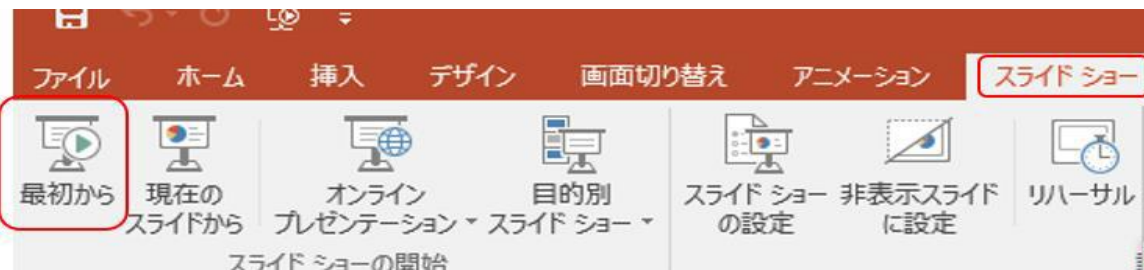 ファイル ホーム 挿入 デザイン 画面切り替え アニメーション スライド ショー
最初から 現在の オンライン 目的別 スライド ショー 非表示スライド リハーサル
スライドから プレゼンテーション スライド ショー の設定 に設定
スライド ショーの開始